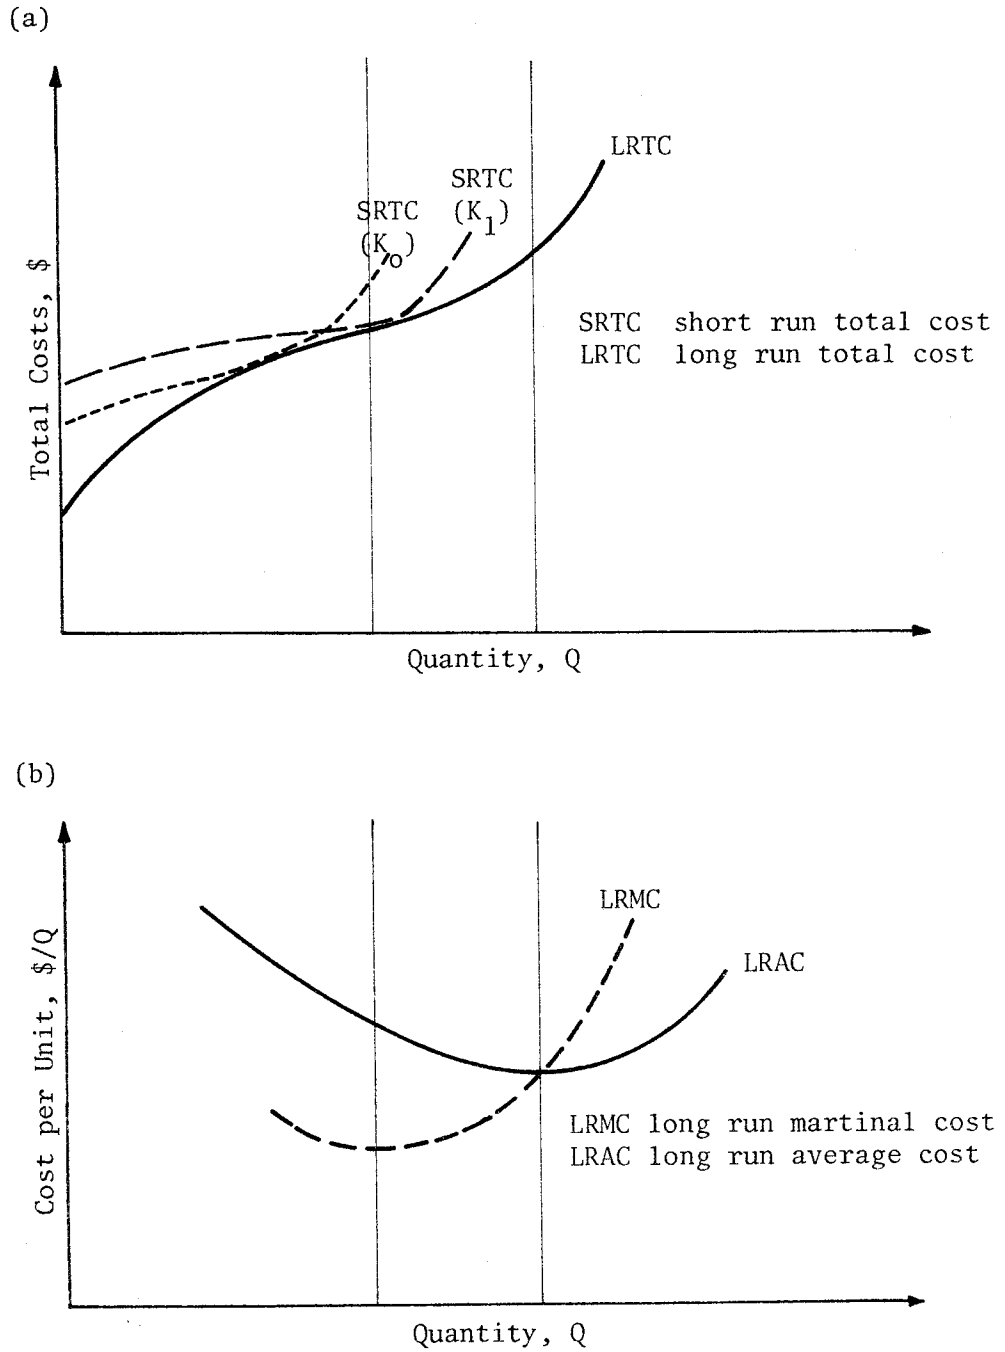 (a)
LRTC
SRTC
(K1)
SRTC
(Ko)
Total Costs, $
SRTC short run total cost
LRTC long run total cost
Quantity, Q
(b)
LRMC
LRAC
Cost per Unit, $/Q
LRMC long run martinal cost
LRAC long run average cost
Quantity, Q